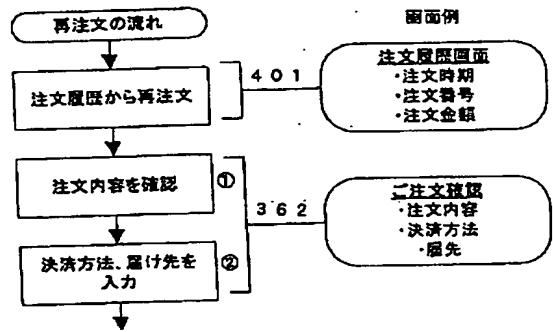 再注文の流れ
画面例
注文履歴から再注文
401
注文履歴画面
・注文時期
・注文番号
・注文金額
注文内容を確認
①
362
ご注文確認
・注文内容
・決済方法
・届先
決済方法、届け先を
入力
②